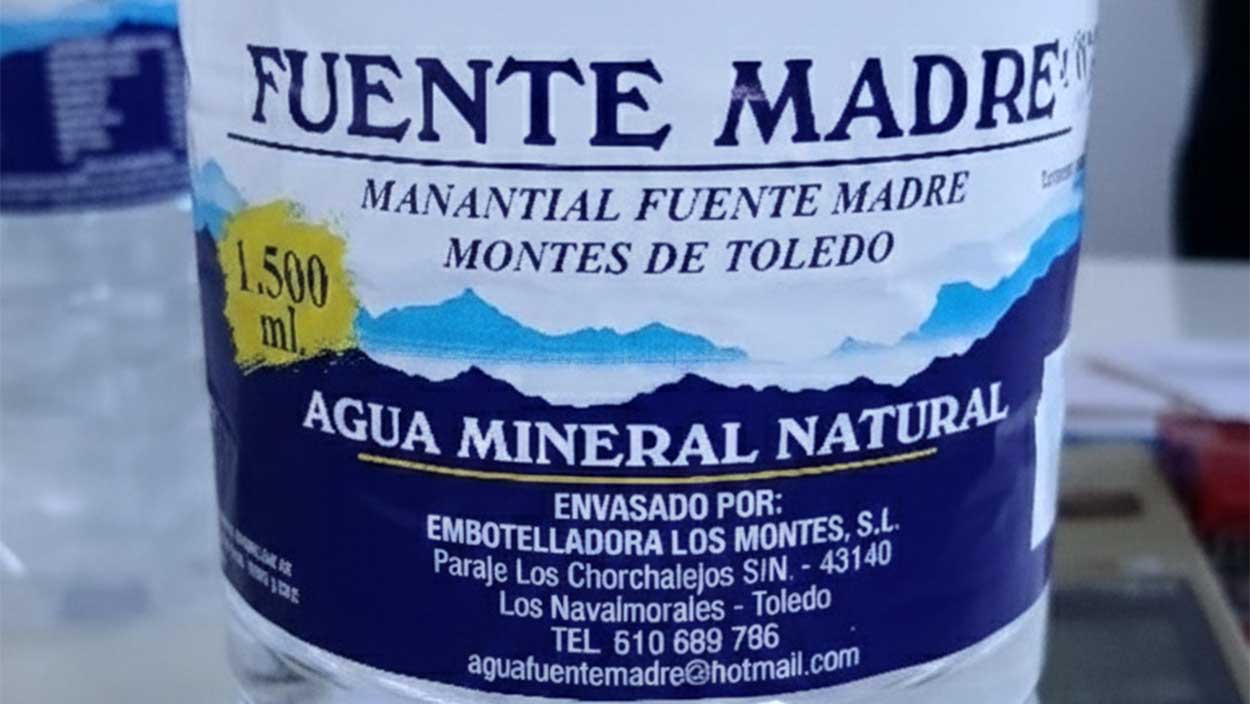 FUENTE MADRE
MANANTIAL FUENTE MADRE
MONTES DE TOLEDO
1.500
ml.
AGUA MINERAL NATURAL
ENVASADO POR:
EMBOTELLADORA LOS MONTES, S.L.
Paraje Los Chorchalejos S/N. - 43140
Los Navalmorales - Toledo
TEL 610 689 786
aguafuentemadre@hotmail.com